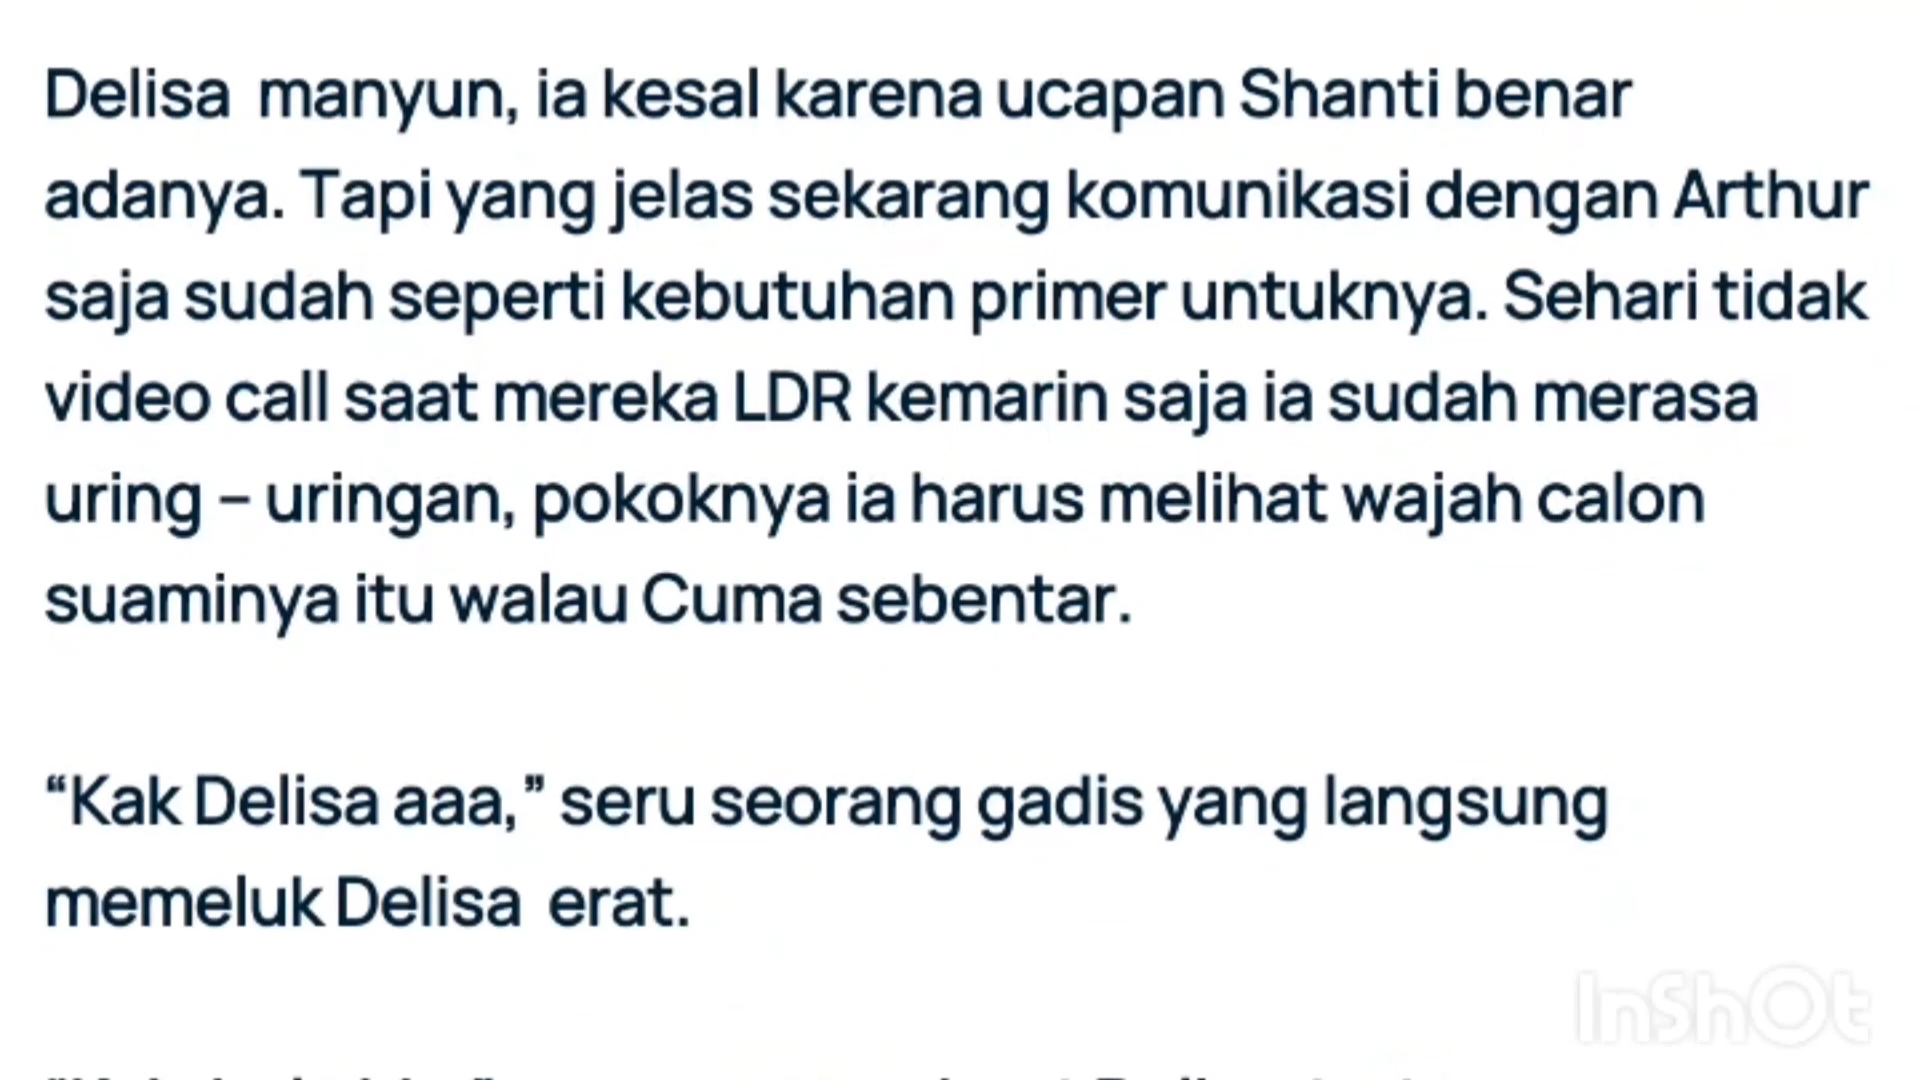 Delisa  manyun, ia kesal karena ucapan Shanti benar
adanya. Tapi yang jelas sekarang komunikasi dengan Arthur
saja sudah seperti kebutuhan primer untuknya. Sehari tidak
video call saat mereka LDR kemarin saja ia sudah merasa
uring – uringan, pokoknya ia harus melihat wajah calon
suaminya itu walau Cuma sebentar.
“Kak Delisa aaa,” seru seorang gadis yang langsung
memeluk Delisa  erat.
InShOt